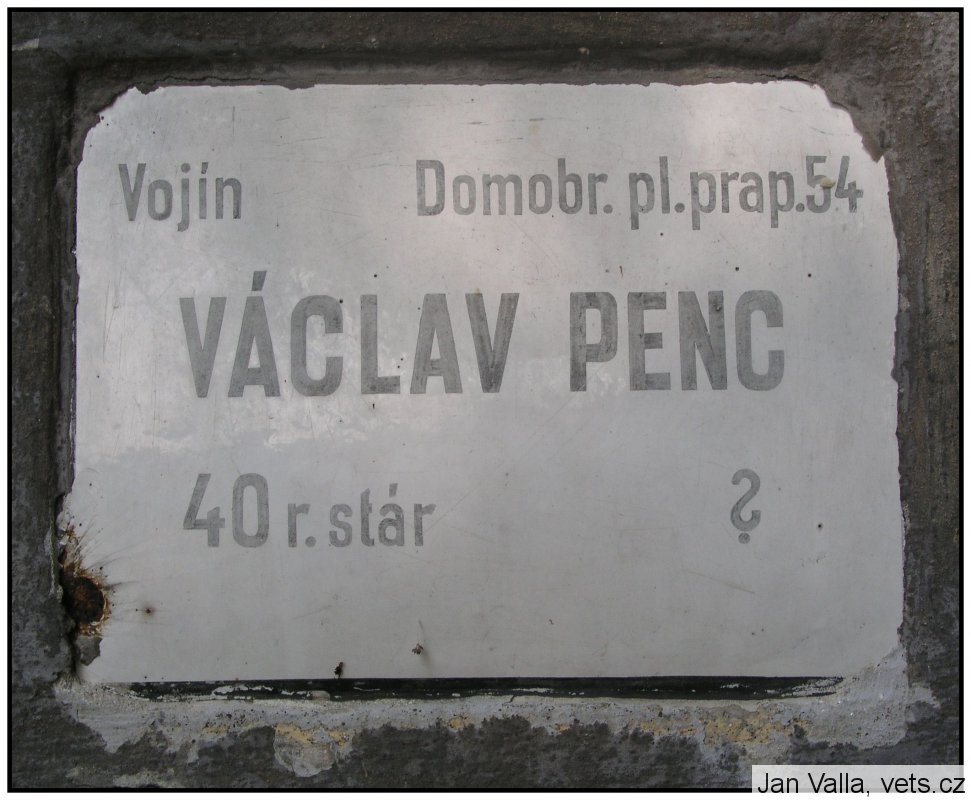 Vojín Domobr. pl. prap. 54
VÁCLAV PENC
40 r. stár ?
Jan Valla, vets.cz